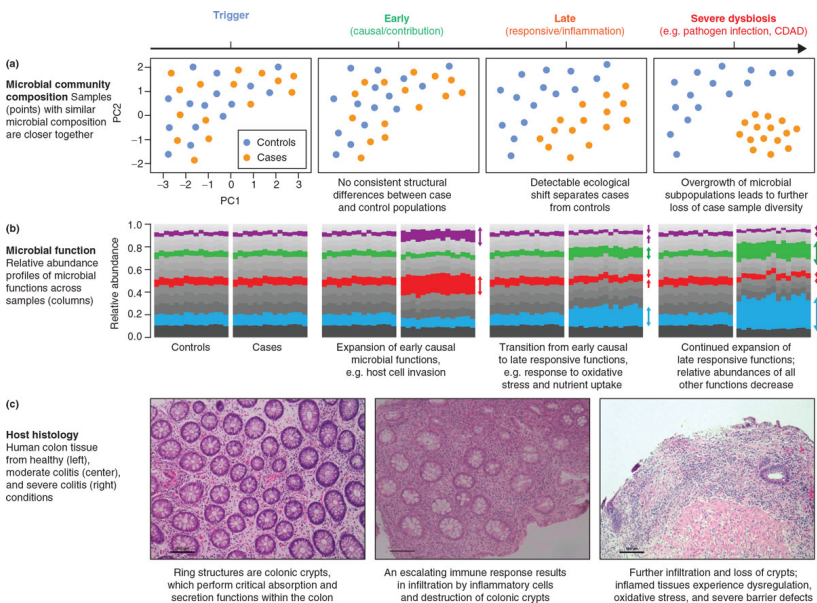 Trigger
Early
(causal/contribution)
Late
(responsive/inflammation)
Severe dysbiosis
(e.g. pathogen infection, CDAD)
(a)
Microbial community
composition Samples
(points) with similar
microbial composition
are closer together
PC2
2
1
0
−1
−2
Controls
Cases
−3 −2 −1 0 1 2 3
PC1
No consistent structural
differences between case
and control populations
Detectable ecological
shift separates cases
from controls
Overgrowth of microbial
subpopulations leads to further
loss of case sample diversity
(b)
Microbial function
Relative abundance
profiles of microbial
functions across
samples (columns)
Relative abundance
1.0
0.8
0.6
0.4
0.2
0.0
Controls Cases
Expansion of early causal
microbial functions,
e.g. host cell invasion
Transition from early causal
to late responsive functions,
e.g. response to oxidative
stress and nutrient uptake
Continued expansion of
late responsive functions;
relative abundances of all
other functions decrease
(c)
Host histology
Human colon tissue
from healthy (left),
moderate colitis (center),
and severe colitis (right)
conditions
Ring structures are colonic crypts,
which perform critical absorption and
secretion functions within the colon
An escalating immune response results
in infiltration by inflammatory cells
and destruction of colonic crypts
Further infiltration and loss of crypts;
inflamed tissues experience dysregulation,
oxidative stress, and severe barrier defects